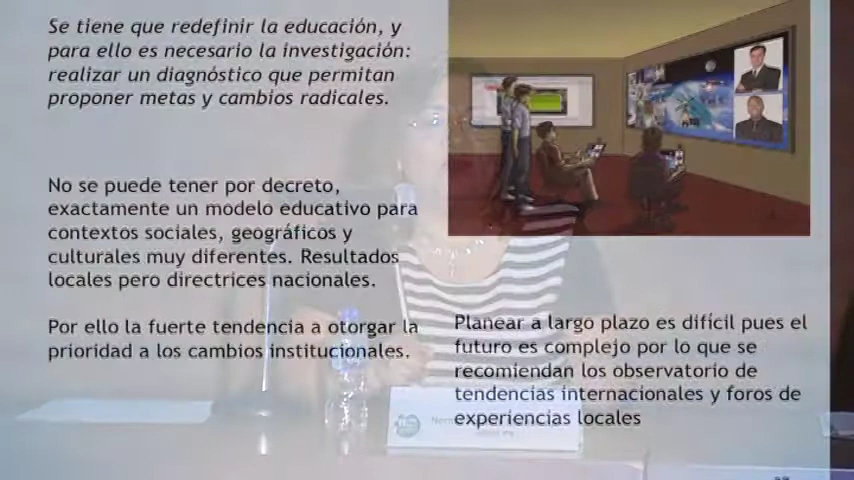 Se tiene que redefinir la educación, y
para ello es necesario la investigación:
realizar un diagnóstico que permitan
proponer metas y cambios radicales.
No se puede tener por decreto,
exactamente un modelo educativo para
contextos sociales, geográficos y
culturales muy diferentes. Resultados
locales pero directrices nacionales.
Por ello la fuerte tendencia a otorgar la
prioridad a los cambios institucionales.
Planear a largo plazo es difícil pues el
futuro es complejo por lo que se
recomiendan los observatorio de
tendencias internacionales y foros de
experiencias locales